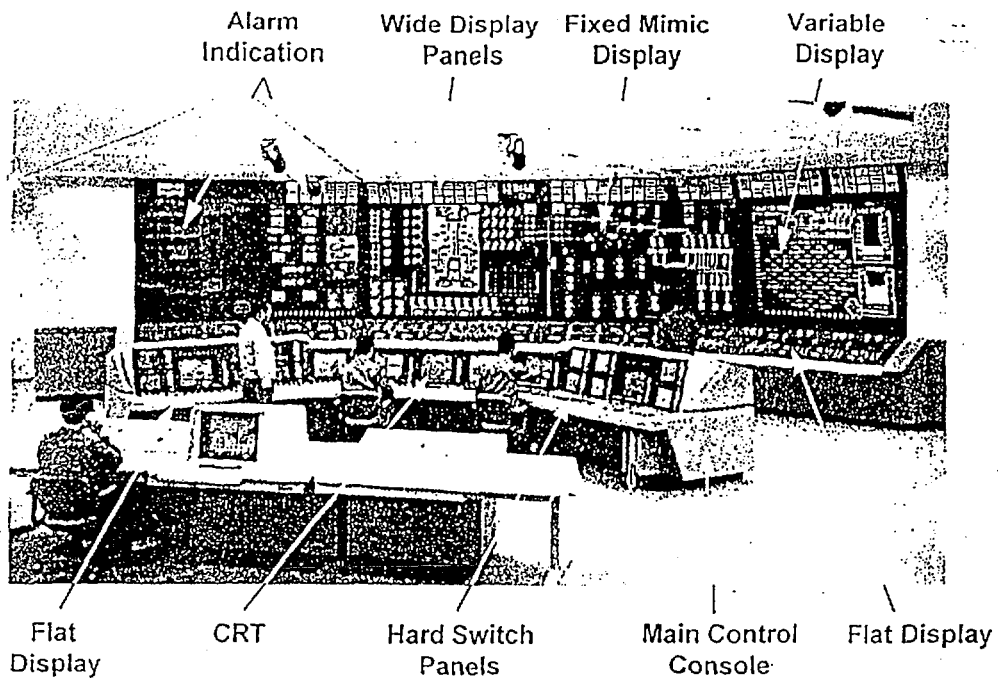 Alarm
Indication
Wide Display
Panels
Fixed Mimic
Display
Variable
Display
Flat
Display
CRT
Hard Switch
Panels
Main Control
Console
Flat Display